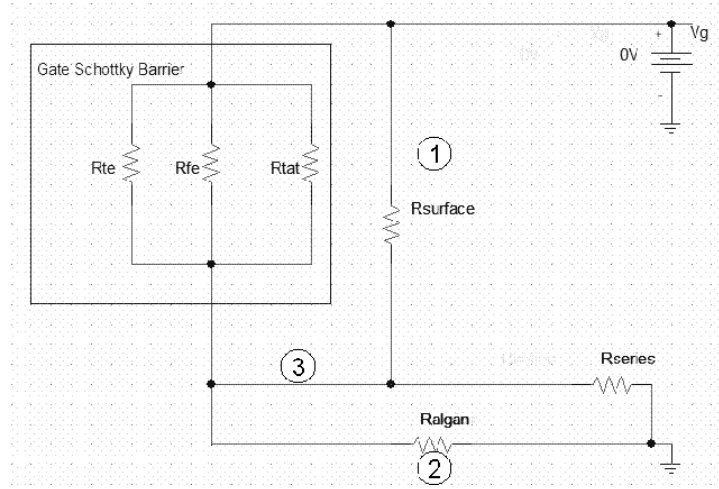 Vg
+
0V
-
Gate Schottky Barrier
Rte
Rfe
Rtat
1
Rsurface
3
Rseries
Ralgan
2